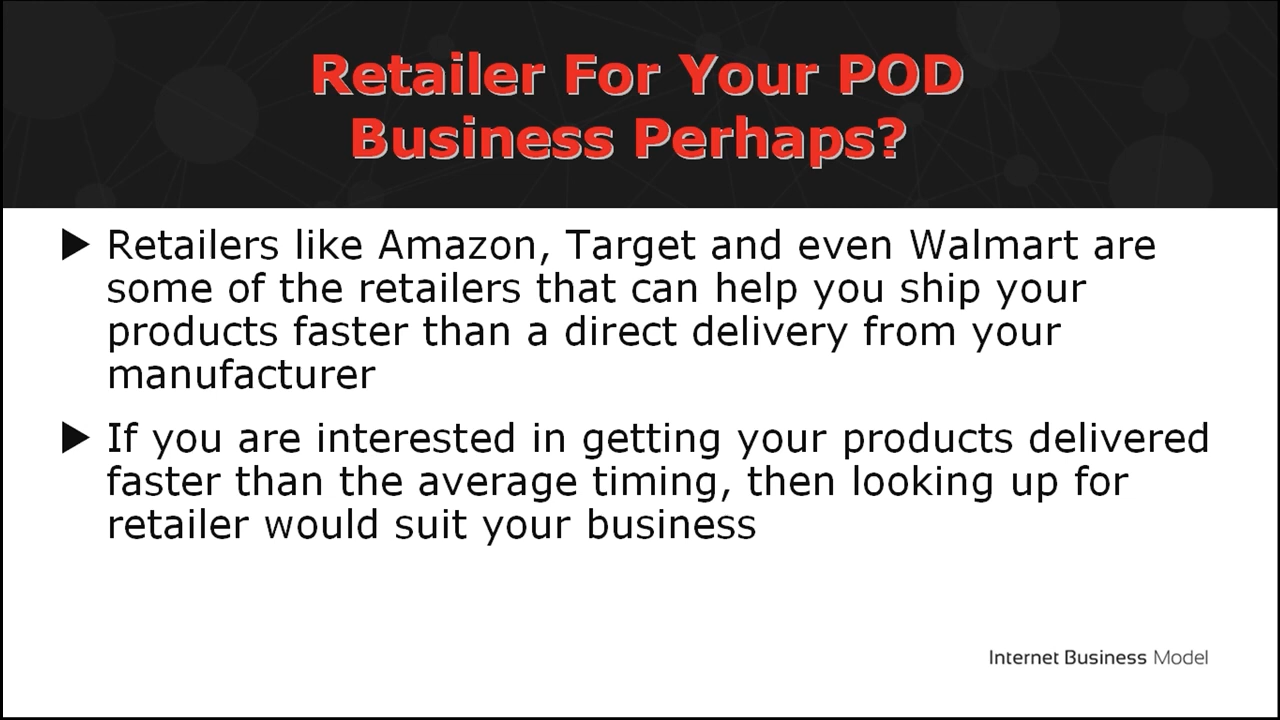 Retailer For Your POD
Business Perhaps?
Retailers like Amazon, Target and even Walmart are
some of the retailers that can help you ship your
products faster than a direct delivery from your
manufacturer
If you are interested in getting your products delivered
faster than the average timing, then looking up for
retailer would suit your business
Internet Business Model